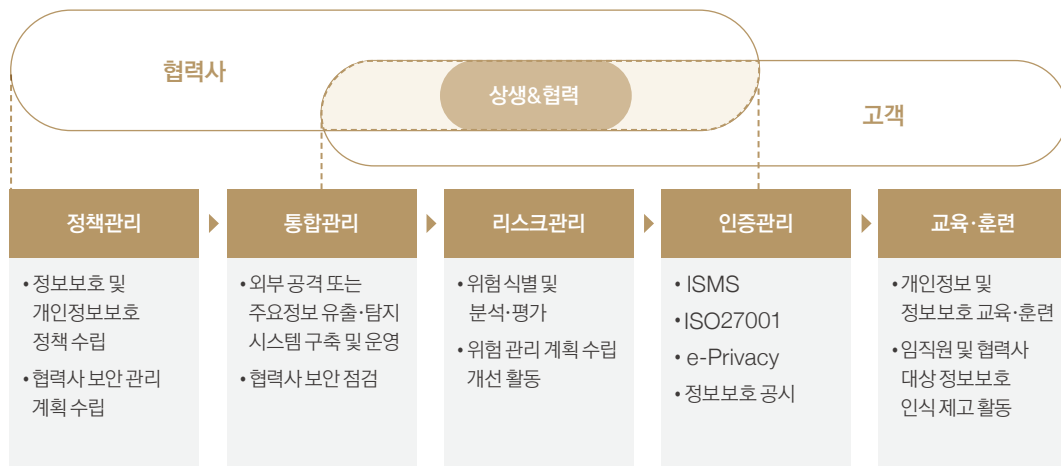 협력사
상생&협력
고객
정책관리
• 정보보호 및
개인정보보호
정책 수립
• 협력사 보안 관리
계획 수립
통합관리
• 외부 공격 또는
주요정보 유출·탐지
시스템 구축 및 운영
• 협력사 보안 점검
리스크관리
• 위험 식별 및
분석·평가
• 위험 관리 계획 수립
개선 활동
인증관리
• ISMS
• ISO27001
• e-Privacy
• 정보보호 공시
교육·훈련
• 개인정보 및
정보보호 교육·훈련
• 임직원 및 협력사
대상 정보보호
인식 제고 활동